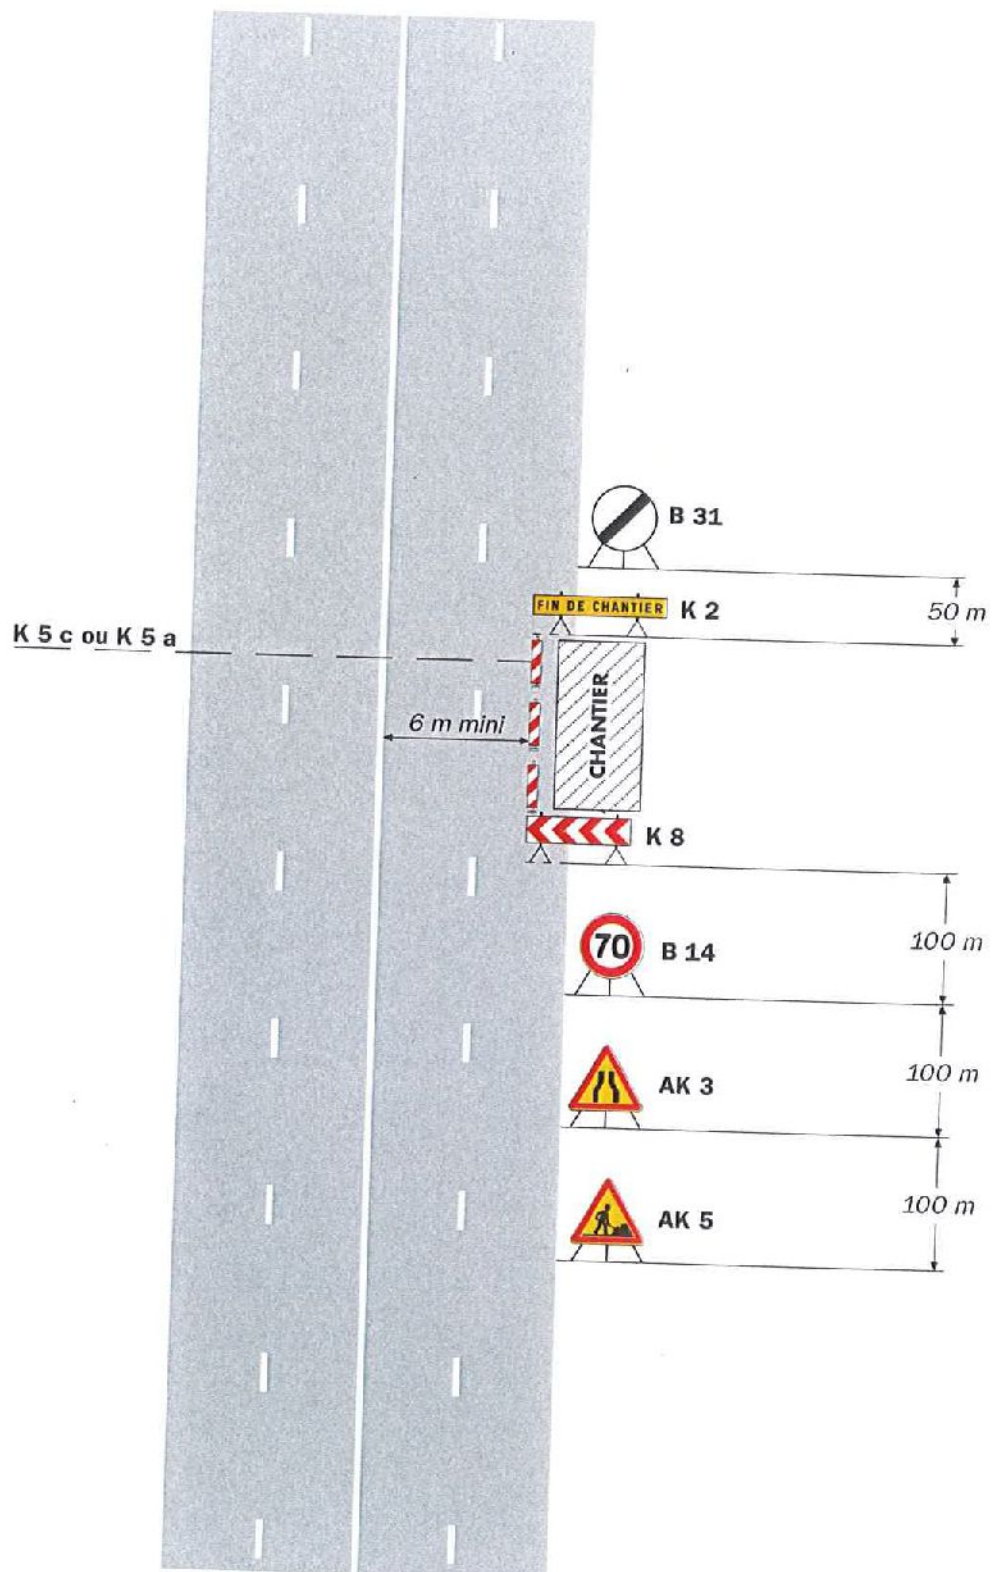 B 31
FIN DE CHANTIER
K 2
50 m
K 5 c ou K 5 a
6 m mini
CHANTIER
K 8
100 m
70
B 14
100 m
AK 3
100 m
AK 5